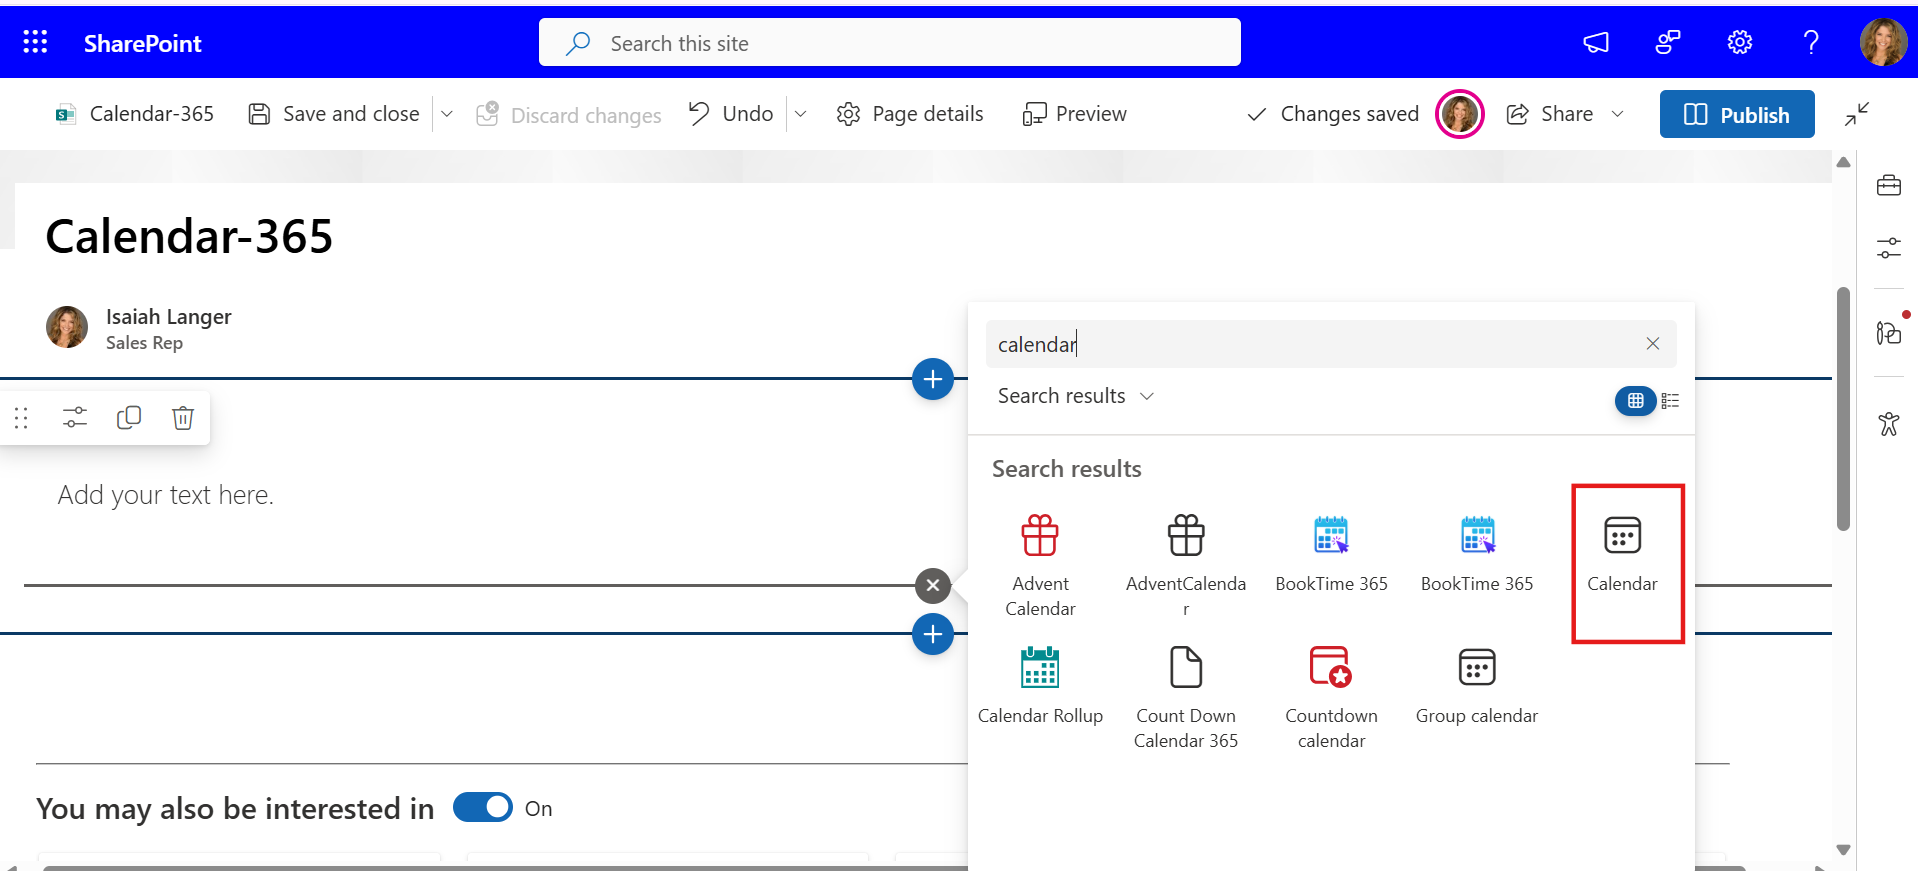 SharePoint
Search this site
Calendar-365
Save and close
Discard changes
Undo
Page details
Preview
Changes saved
Share
Publish
Calendar-365
Isaiah Langer
Sales Rep
calendar
Search results
Search results
Add your text here.
Advent
Calendar
AdventCalenda
r
BookTime 365
BookTime 365
Calendar
Calendar Rollup
Count Down
Calendar 365
Countdown
calendar
Group calendar
You may also be interested in
On